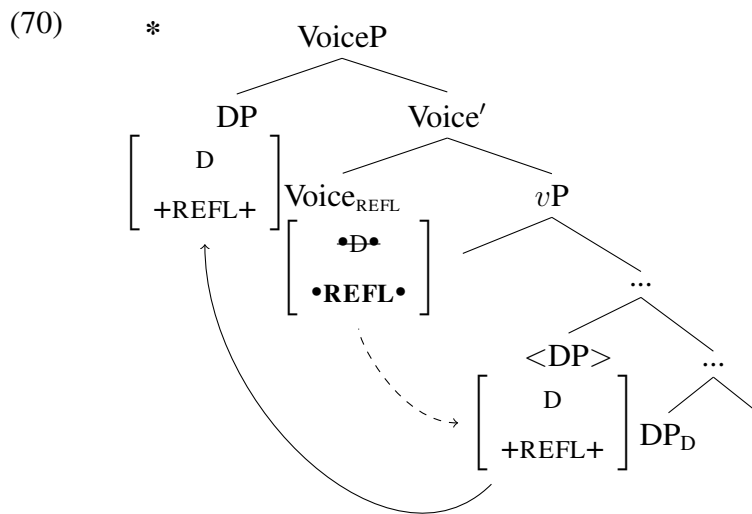 (70) * VoiceP
DP Voice′
D
+REFL+
Voice_REFL vP
•D•
•REFL•
...
<DP> ...
D
+REFL+
DP_D